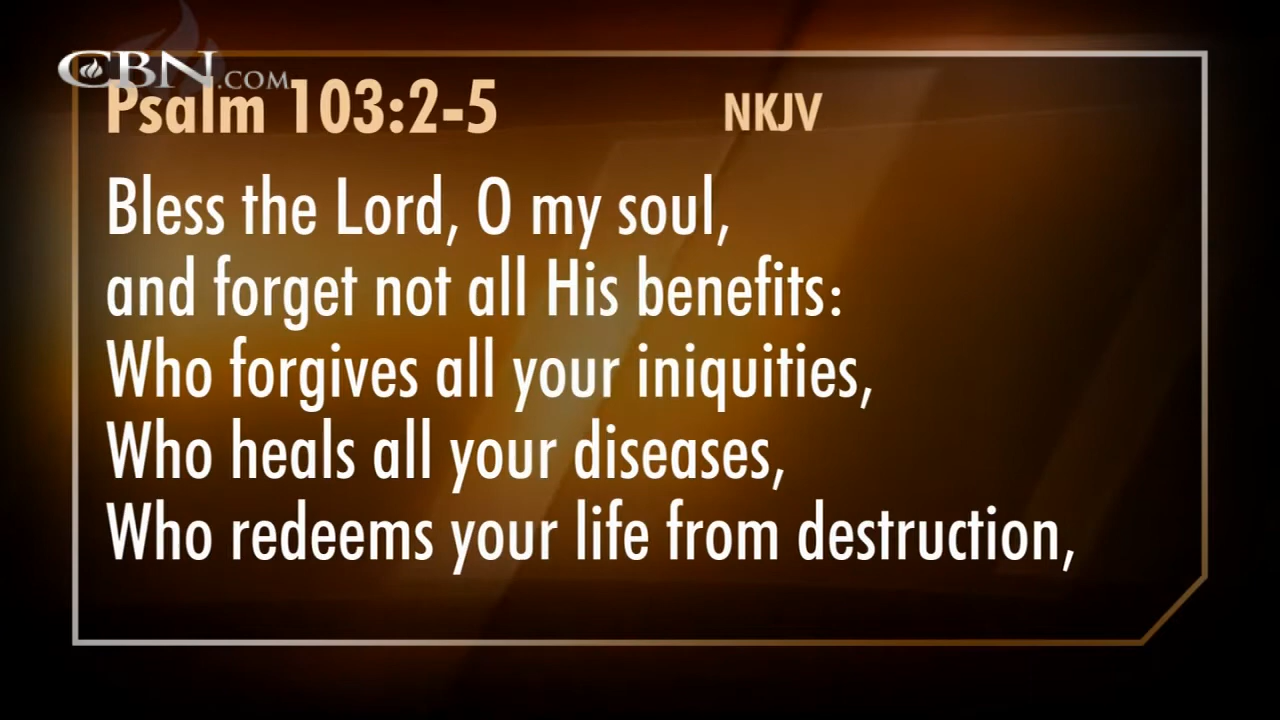 CBN.COM
Psalm 103:2-5 NKJV
Bless the Lord, O my soul,
and forget not all His benefits:
Who forgives all your iniquities,
Who heals all your diseases,
Who redeems your life from destruction,